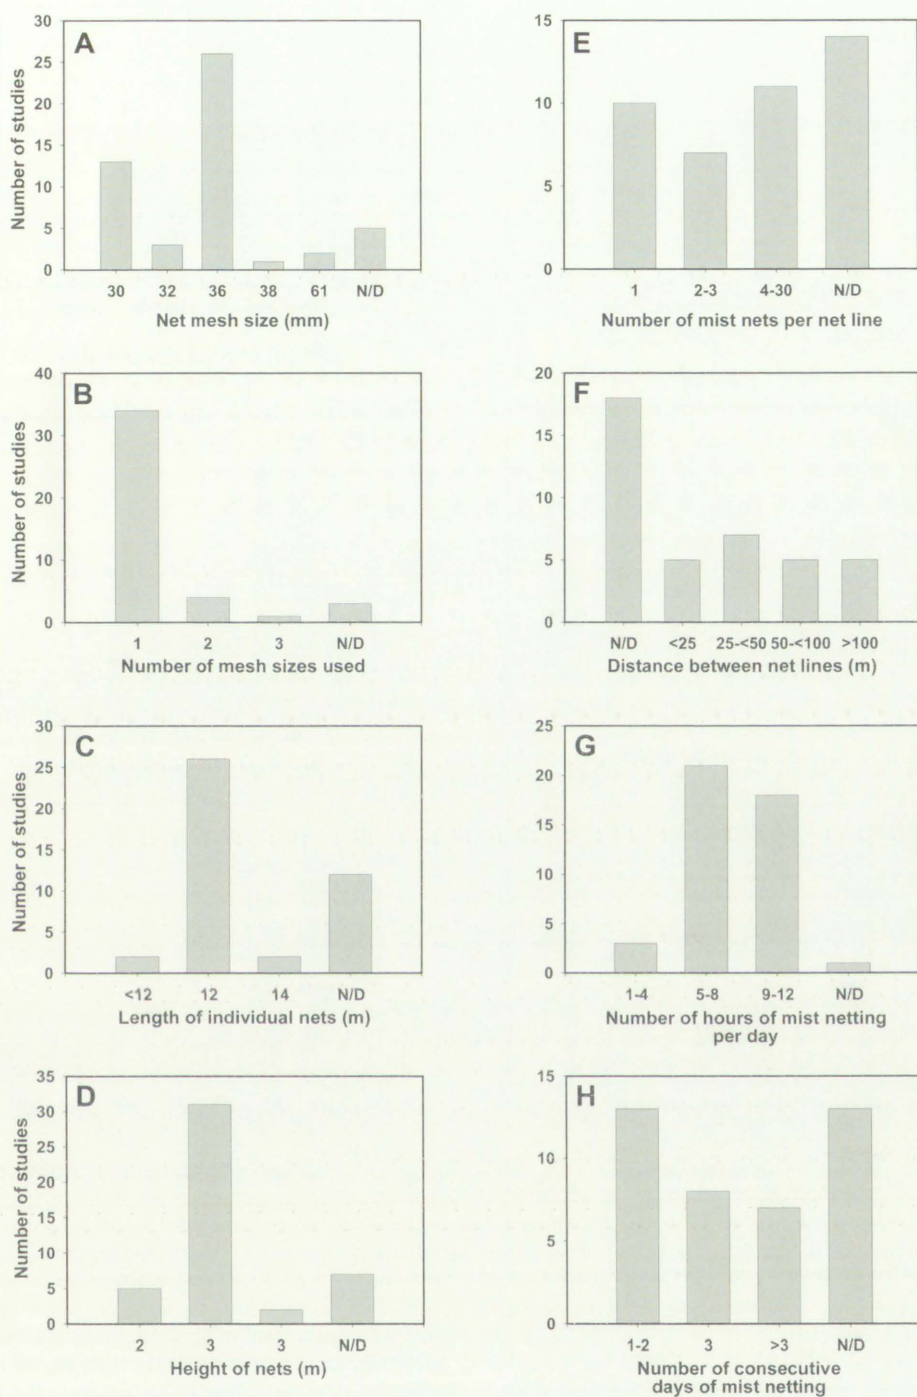 A
Number of studies
30
25
20
15
10
5
0
30 32 36 38 61 N/D
Net mesh size (mm)
B
Number of studies
40
30
20
10
0
1 2 3 N/D
Number of mesh sizes used
C
Number of studies
30
25
20
15
10
5
0
<12 12 14 N/D
Length of individual nets (m)
D
Number of studies
35
30
25
20
15
10
5
0
2 3 3 N/D
Height of nets (m)
E
15
10
5
0
1 2-3 4-30 N/D
Number of mist nets per net line
F
20
15
10
5
0
N/D <25 25-<50 50-<100 >100
Distance between net lines (m)
G
25
20
15
10
5
0
1-4 5-8 9-12 N/D
Number of hours of mist netting
per day
H
15
10
5
0
1-2 3 >3 N/D
Number of consecutive
days of mist netting